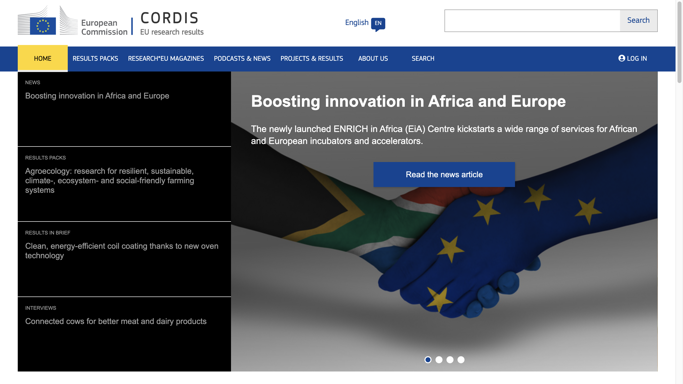 European
Commission
CORDIS
EU research results
English EN
Search
HOME
RESULTS PACKS
RESEARCH*EU MAGAZINES
PODCASTS & NEWS
PROJECTS & RESULTS
ABOUT US
SEARCH
LOG IN
NEWS
Boosting innovation in Africa and Europe
RESULTS PACKS
Agroecology: research for resilient, sustainable,
climate-, ecosystem- and social-friendly farming
systems
RESULTS IN BRIEF
Clean, energy-efficient coil coating thanks to new oven
technology
INTERVIEWS
Connected cows for better meat and dairy products
Boosting innovation in Africa and Europe
The newly launched ENRICH in Africa (EiA) Centre kickstarts a wide range of services for African
and European incubators and accelerators.
Read the news article